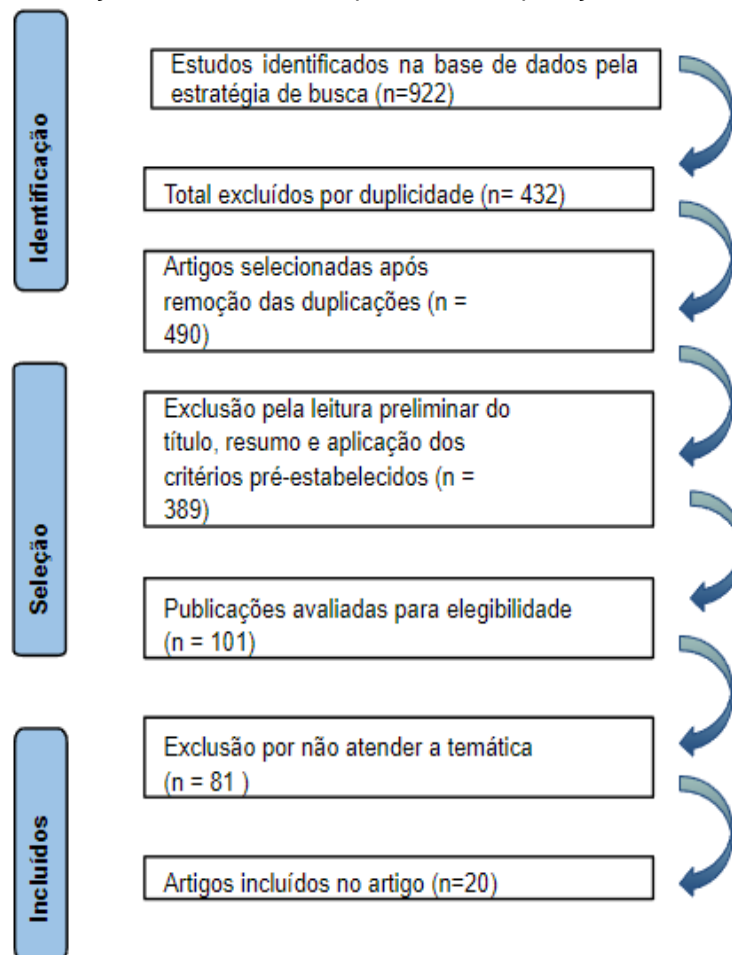 Identificação
Estudos identificados na base de dados pela
estratégia de busca (n=922)
Total excluídos por duplicidade (n= 432)
Artigos selecionadas após
remoção das duplicações (n =
490)
Seleção
Exclusão pela leitura preliminar do
título, resumo e aplicação dos
critérios pré-estabelecidos (n =
389)
Publicações avaliadas para elegibilidade
(n = 101)
Incluídos
Exclusão por não atender a temática
(n = 81 )
Artigos incluídos no artigo (n=20)